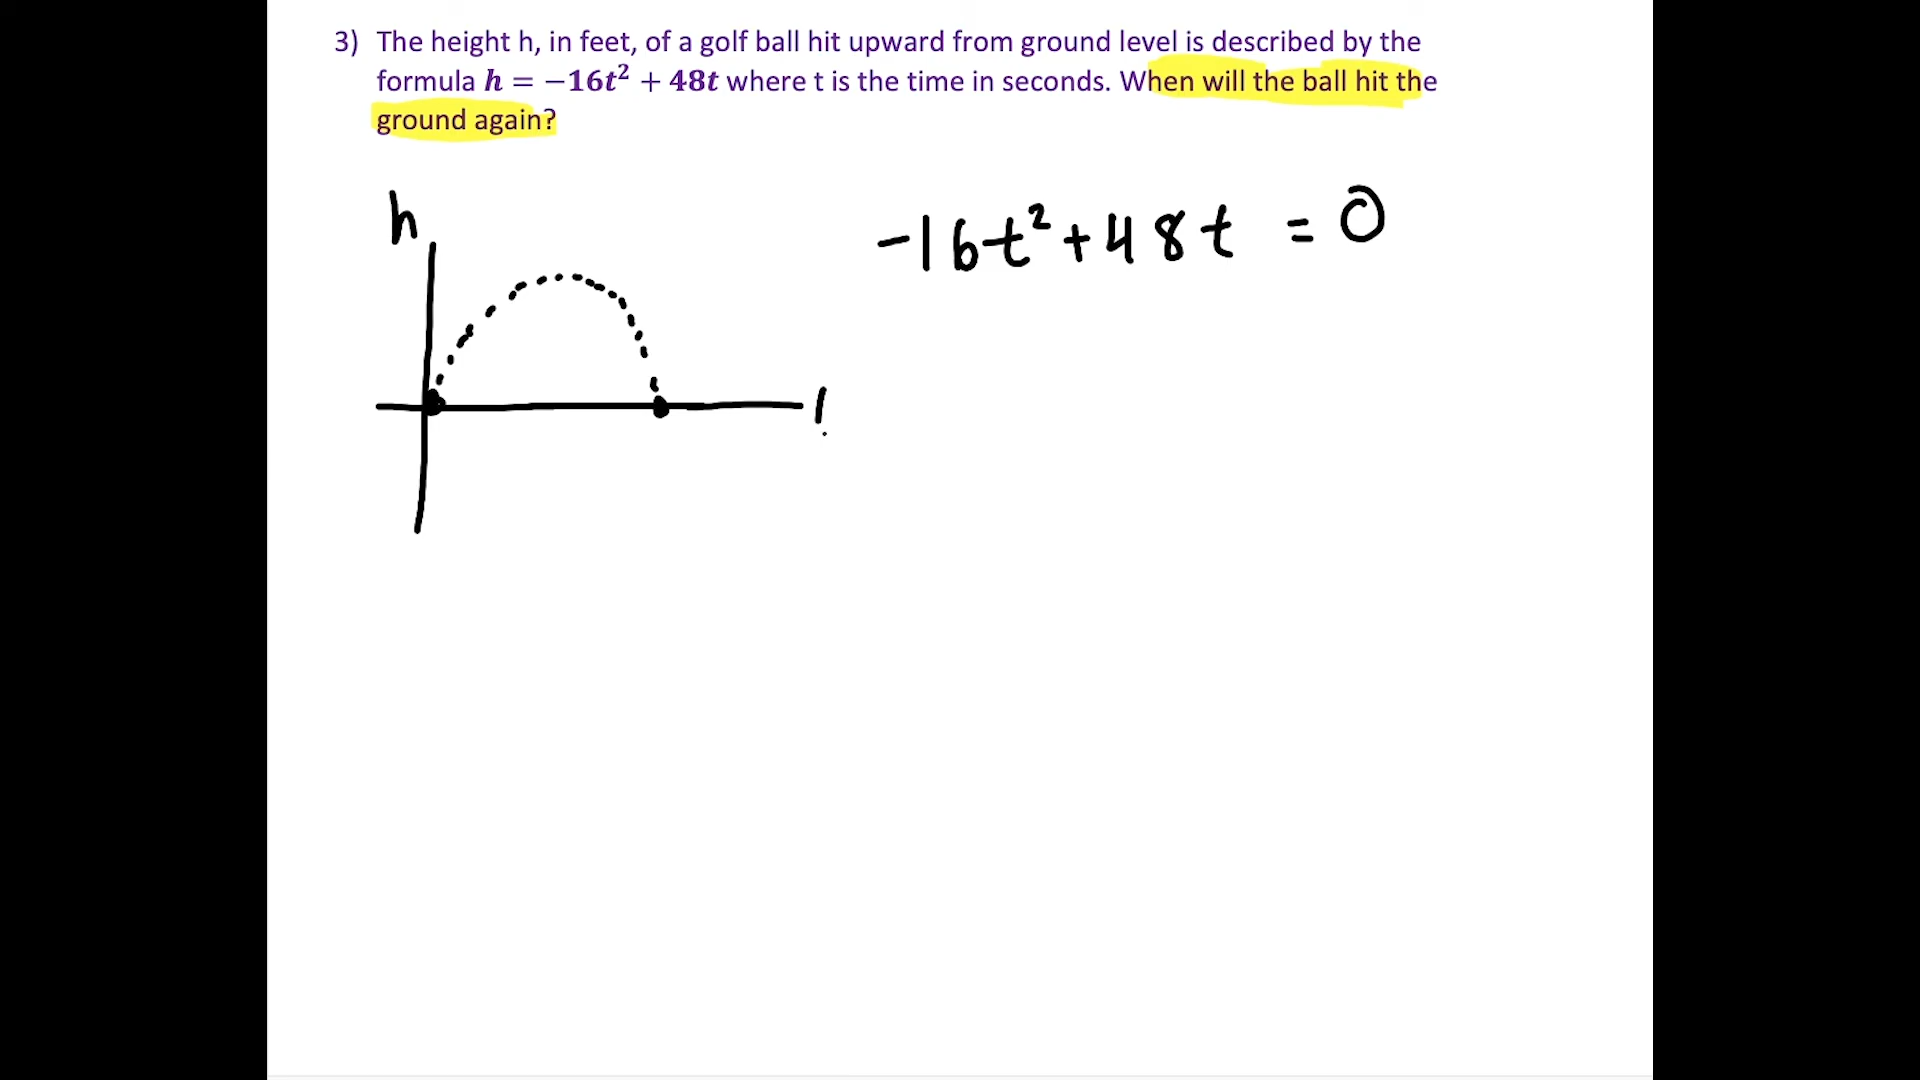 3) The height h, in feet, of a golf ball hit upward from ground level is described by the
formula h = −16t² + 48t where t is the time in seconds. When will the ball hit the
ground again?
h
-16t² + 48t = 0